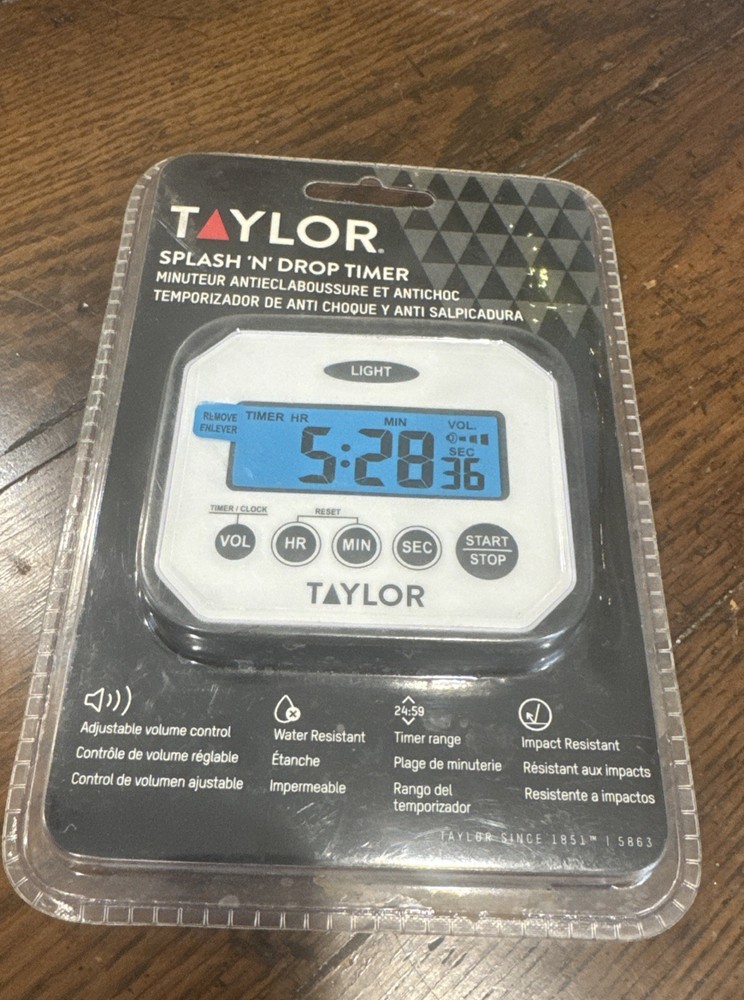 TAYLOR®
SPLASH 'N' DROP TIMER
MINUTEUR ANTIECLABOUSSURE ET ANTICHOC
TEMPORIZADOR DE ANTI CHOQUE Y ANTI SALPICADURA
LIGHT
REMOVE
ENLEVER
TIMER HR MIN VOL.
5:28 SEC 36
TIMER / CLOCK RESET
VOL HR MIN SEC START
STOP
TAYLOR
Adjustable volume control
Contrôle de volume réglable
Control de volumen ajustable
Water Resistant
Étanche
Impermeable
24:59
Timer range
Plage de minuterie
Rango del
temporizador
Impact Resistant
Résistant aux impacts
Resistente a impactos
TAYLOR SINCE 1851™ | 5863